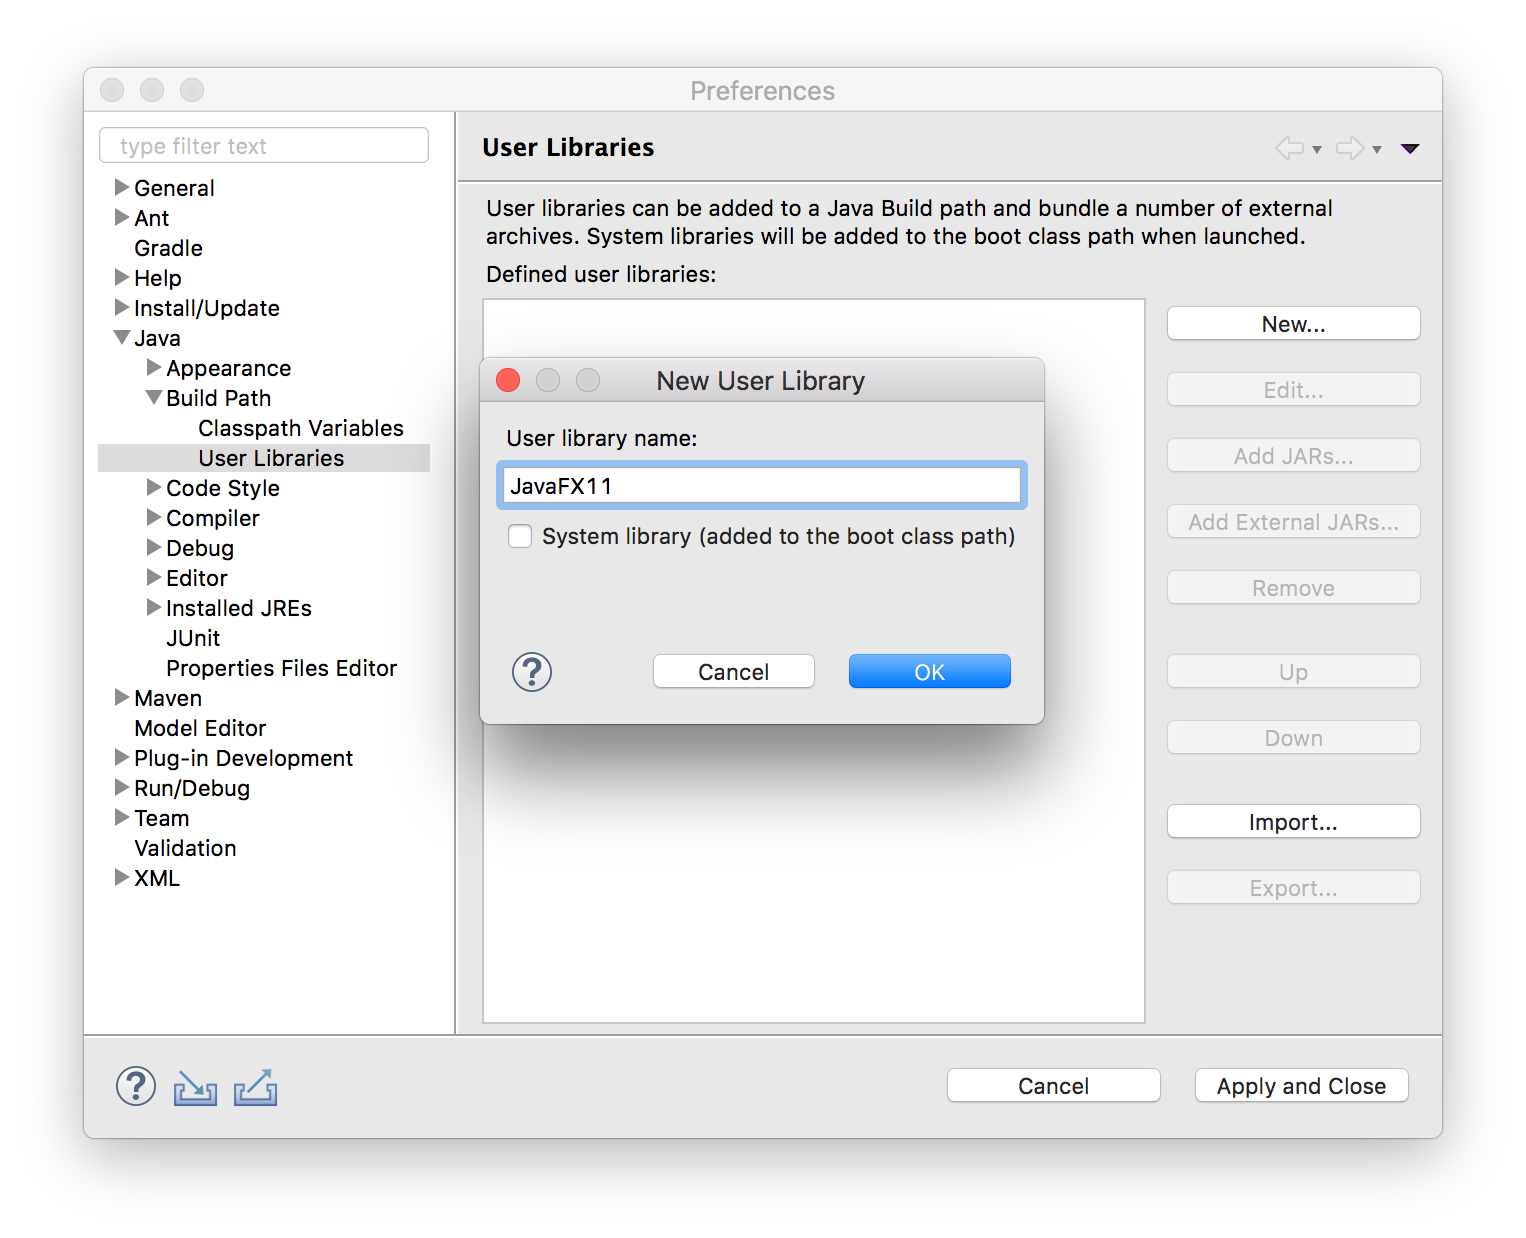 Preferences
type filter text
General
Ant
Gradle
Help
Install/Update
Java
Appearance
Build Path
Classpath Variables
User Libraries
Code Style
Compiler
Debug
Editor
Installed JREs
JUnit
Properties Files Editor
Maven
Model Editor
Plug-in Development
Run/Debug
Team
Validation
XML
User Libraries
User libraries can be added to a Java Build path and bundle a number of external
archives. System libraries will be added to the boot class path when launched.
Defined user libraries:
New...
Edit...
Add JARs...
Add External JARs...
Remove
Up
Down
Import...
Export...
New User Library
User library name:
JavaFX11
System library (added to the boot class path)
?
Cancel
OK
?
Cancel
Apply and Close